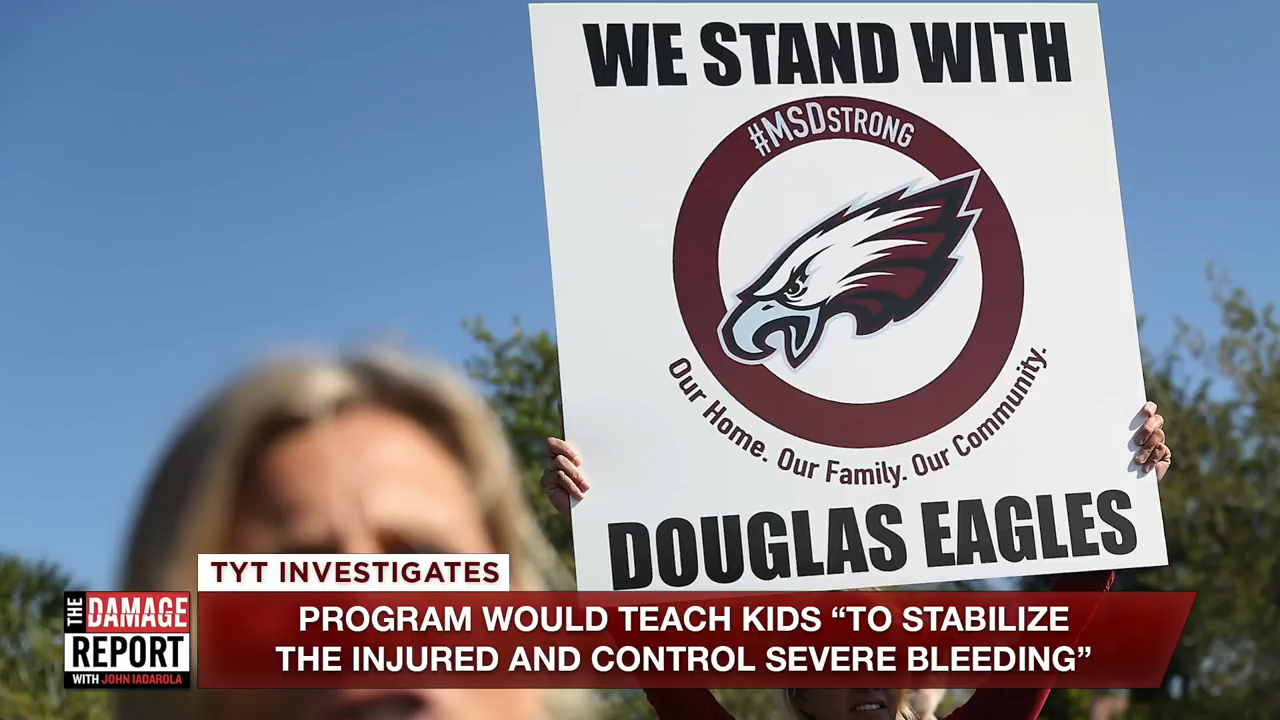 WE STAND WITH
#MSDSTRONG
Our Home. Our Family. Our Community.
DOUGLAS EAGLES
TYT INVESTIGATES
THE
DAMAGE
REPORT
WITH JOHN IADAROLA
PROGRAM WOULD TEACH KIDS “TO STABILIZE
THE INJURED AND CONTROL SEVERE BLEEDING”